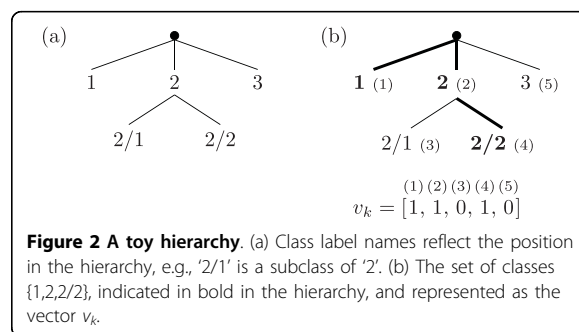 (a)
1 2 3
2/1 2/2
(b)
1 (1) 2 (2) 3 (5)
2/1 (3) 2/2 (4)
(1) (2) (3) (4) (5)
vₖ = [1, 1, 0, 1, 0]
Figure 2 A toy hierarchy. (a) Class label names reflect the position
in the hierarchy, e.g., ‘2/1’ is a subclass of ‘2’. (b) The set of classes
{1,2,2/2}, indicated in bold in the hierarchy, and represented as the
vector vₖ.